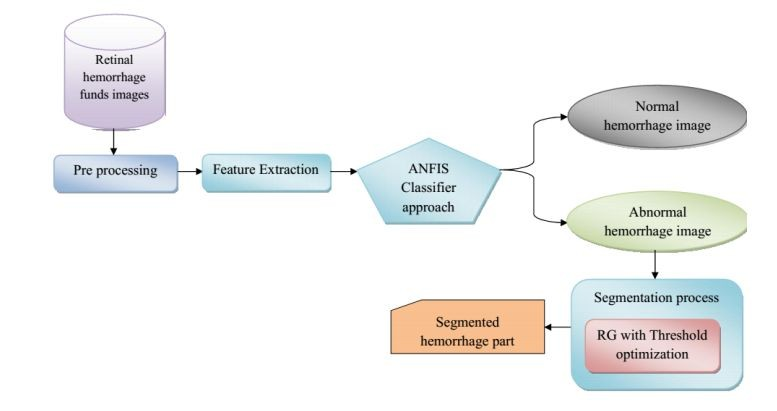 Retinal
hemorrhage
funds images
Pre processing
Feature Extraction
ANFIS
Classifier
approach
Normal
hemorrhage image
Abnormal
hemorrhage image
Segmentation process
RG with Threshold
optimization
Segmented
hemorrhage part